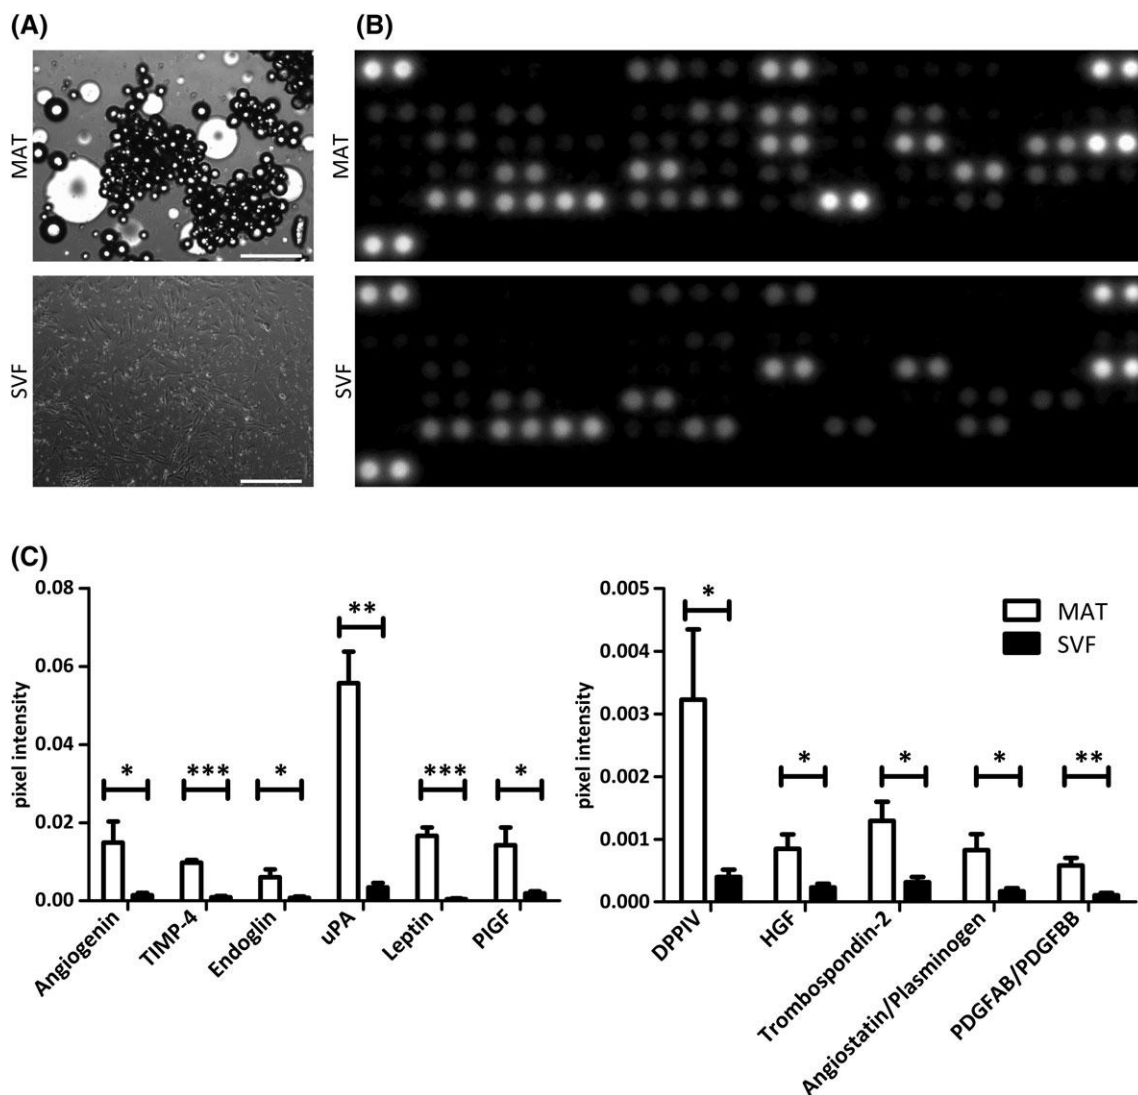 (A)
(B)
MAT
MAT
SVF
SVF
(C)
pixel intensity
0.08
0.06
0.04
0.02
0.00
*
***
*
**
***
*
Angiogenin
TIMP-4
Endoglin
uPA
Leptin
PIGF
pixel intensity
0.005
0.004
0.003
0.002
0.001
0.000
*
*
*
*
**
MAT
SVF
DPPIV
HGF
Trombospondin-2
Angiostatin/Plasminogen
PDGFAB/PDGFBB